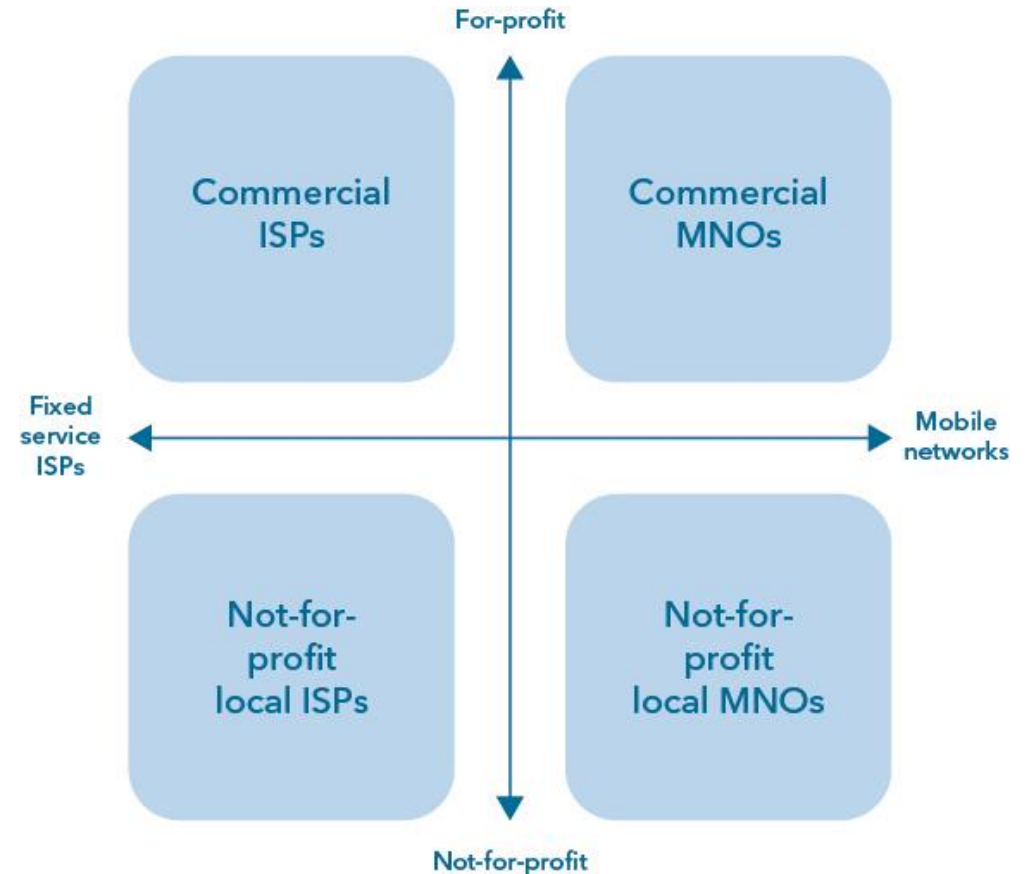 For-profit
Commercial
ISPs
Commercial
MNOs
Fixed
service
ISPs
Mobile
networks
Not-for-
profit
local ISPs
Not-for-
profit
local MNOs
Not-for-profit